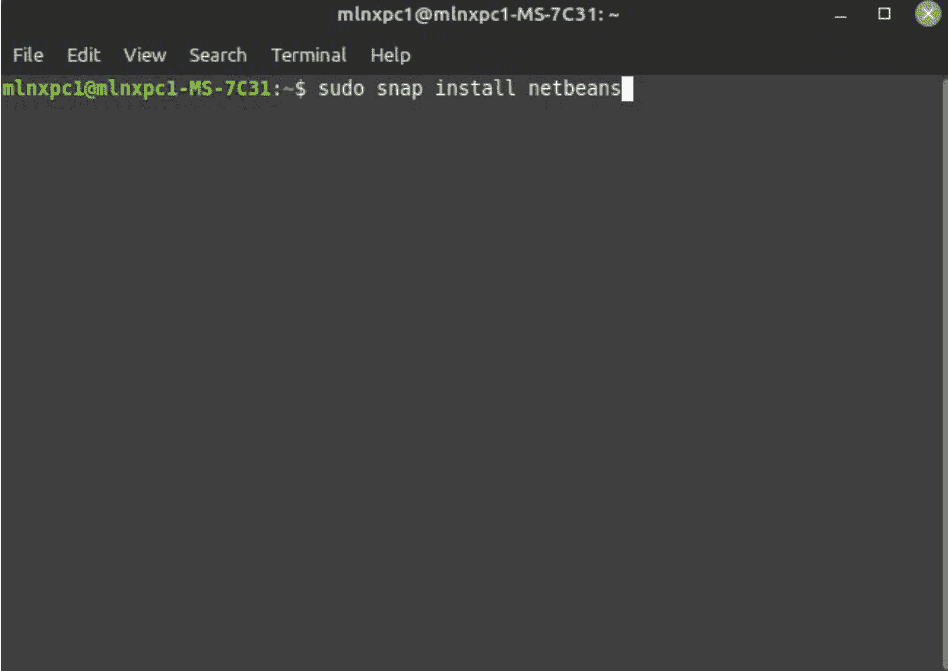 mlnxpc1@mlnxpc1-MS-7C31: ~
File Edit View Search Terminal Help
mlnxpc1@mlnxpc1-MS-7C31:~$ sudo snap install netbeans